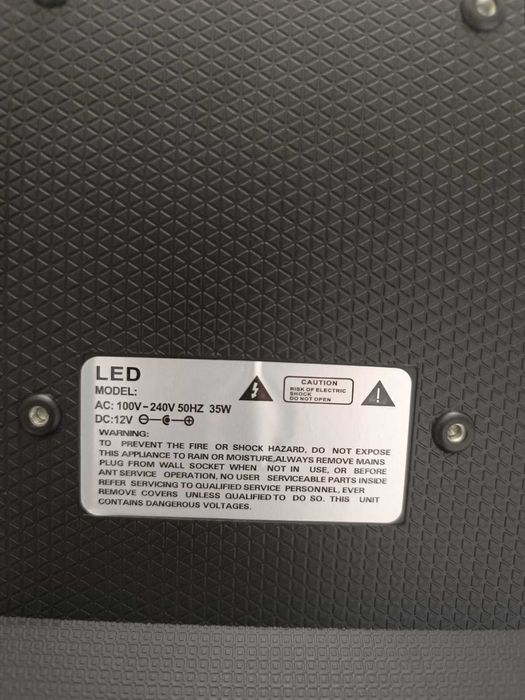 LED
MODEL:
CAUTION
RISK OF ELECTRIC
SHOCK
DO NOT OPEN
AC: 100V-240V 50HZ 35W
DC:12V
WARNING:
TO PREVENT THE FIRE OR SHOCK HAZARD, DO NOT EXPOSE
THIS APPLIANCE TO RAIN OR MOISTURE,ALWAYS REMOVE MAINS
PLUG FROM WALL SOCKET WHEN NOT IN USE, OR BEFORE
ANT SERVICE OPERATION, NO USER SERVICEABLE PARTS INSIDE
REFER SERVICING TO QUALIFIED SERVICE PERSONNEL, EVER
REMOVE COVERS UNLESS QUALIFIED TO DO SO. THIS UNIT
CONTAINS DANGEROUS VOLTAGES.